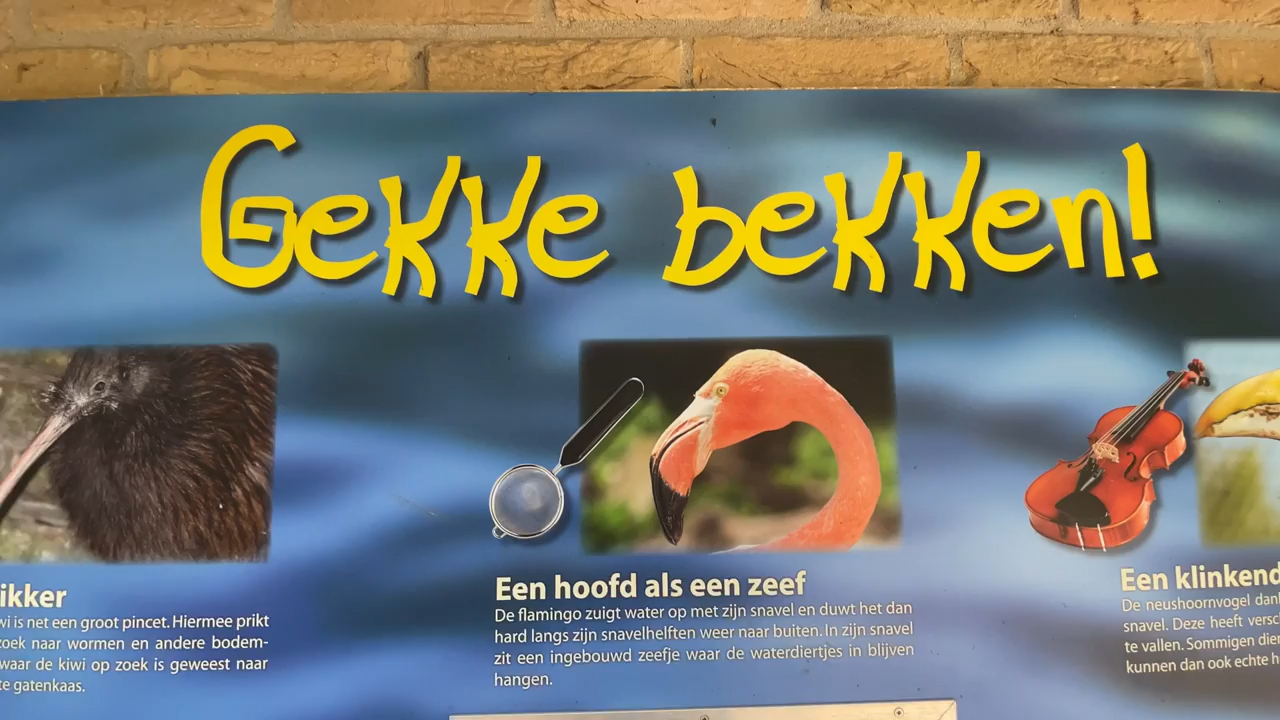 Gekke bekken!
ikker
wi is net een groot pincet. Hiermee prikt
zoek naar wormen en andere bodem-
waar de kiwi op zoek is geweest naar
te gatenkaas.
Een hoofd als een zeef
De flamingo zuigt water op met zijn snavel en duwt het dan
hard langs zijn snavelhelften weer naar buiten. In zijn snavel
zit een ingebouwd zeefje waar de waterdiertjes in blijven
hangen.
Een klinkend
De neushoornvogel dank
snavel. Deze heeft versc
te vallen. Sommigen dien
kunnen dan ook echte h